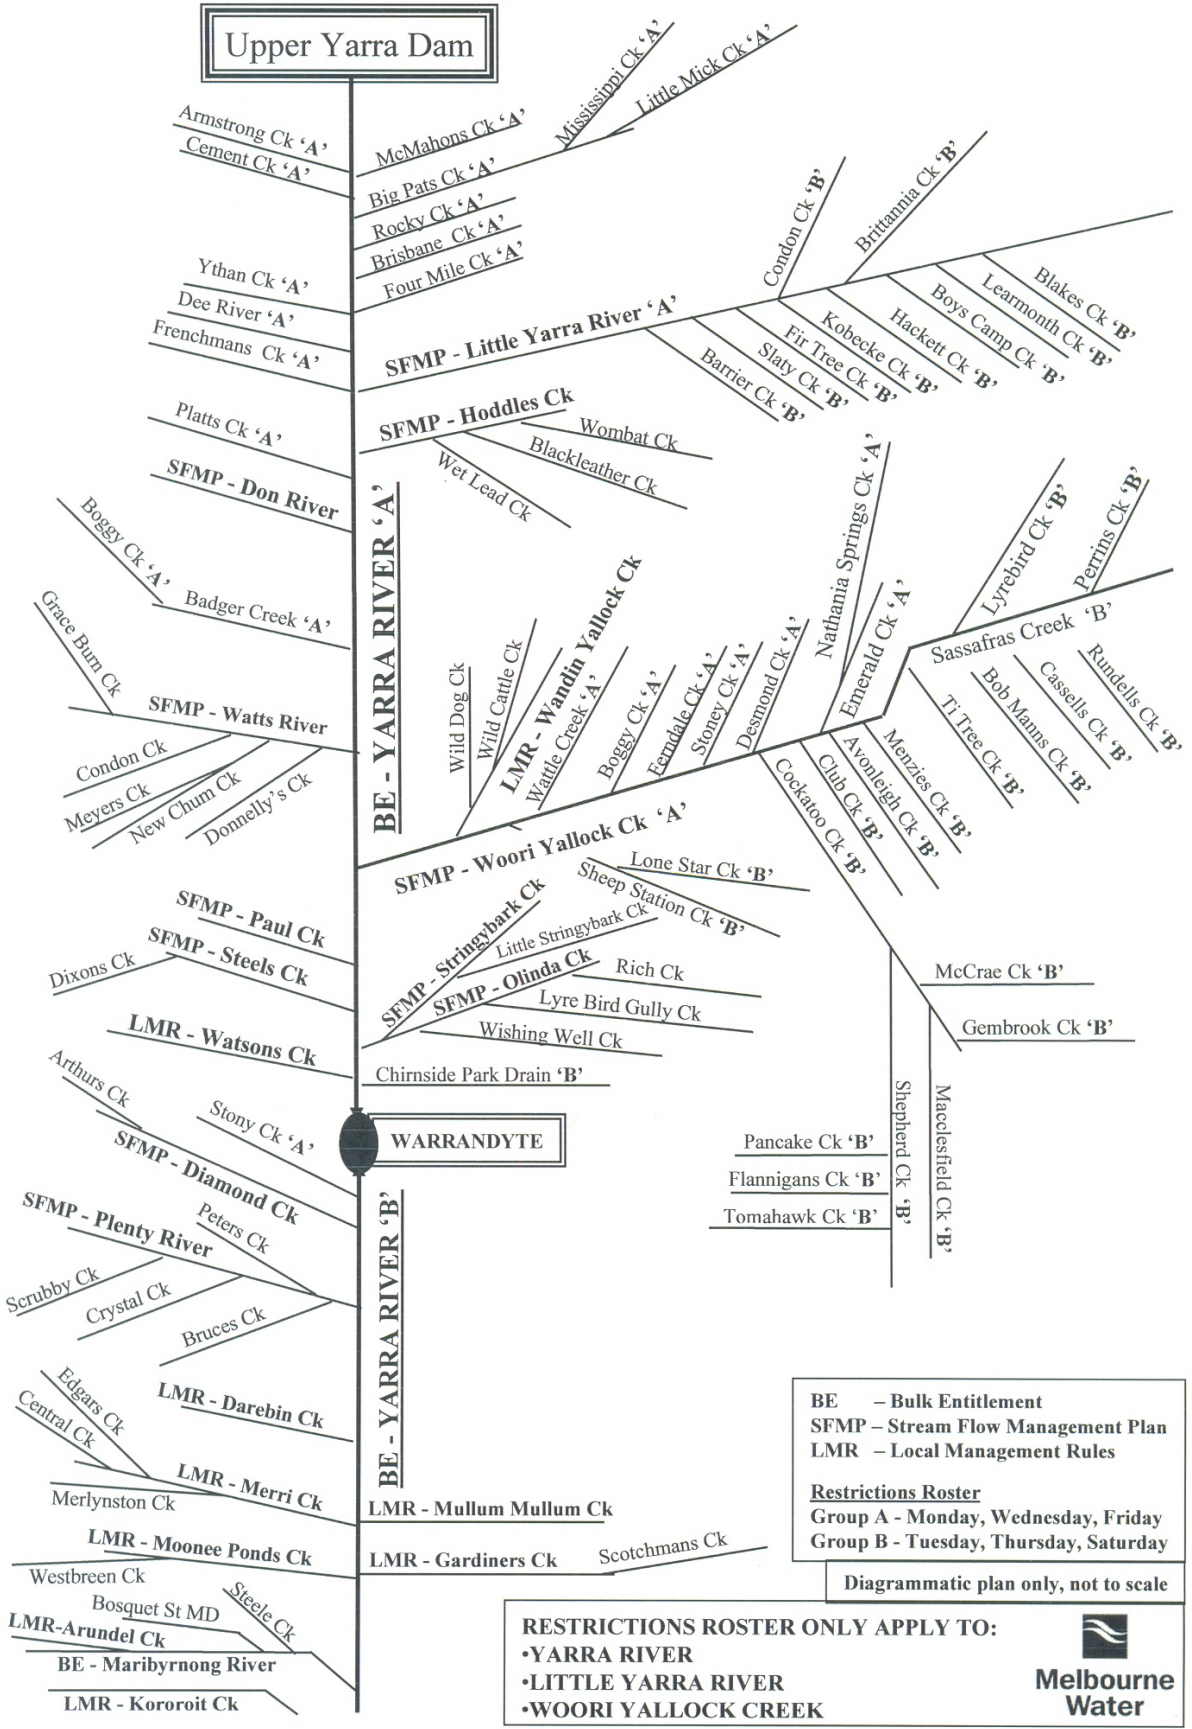 Upper Yarra Dam
Armstrong Ck ‘A’
Cement Ck ‘A’
McMahons Ck ‘A’
Mississippi Ck ‘A’
Little Mick Ck ‘A’
Big Pats Ck ‘A’
Rocky Ck ‘A’
Brisbane Ck ‘A’
Four Mile Ck ‘A’
Ythan Ck ‘A’
Dee River ‘A’
Frenchmans Ck ‘A’
SFMP - Little Yarra River ‘A’
Condon Ck ‘B’
Brittannia Ck ‘B’
Blakes Ck ‘B’
Learmonth Ck ‘B’
Boys Camp Ck ‘B’
Hackett Ck ‘B’
Kobecke Ck ‘B’
Fir Tree Ck ‘B’
Slaty Ck ‘B’
Barrier Ck ‘B’
Platts Ck ‘A’
SFMP - Don River
SFMP - Hoddles Ck
Wombat Ck
Blackleather Ck
Wet Lead Ck
BE - YARRA RIVER ‘A’
Boggy Ck ‘A’
Badger Creek ‘A’
Grace Burn Ck
SFMP - Watts River
Condon Ck
Meyers Ck
New Chum Ck
Donnelly’s Ck
Wild Dog Ck
Wild Cattle Ck
LMR - Wandin Yallock Ck
Wattle Creek ‘A’
Boggy Ck ‘A’
Ferndale Ck ‘A’
Stoney Ck ‘A’
Desmond Ck ‘A’
Nathania Springs Ck ‘A’
Emerald Ck ‘A’
Lyrebird Ck ‘B’
Perrins Ck ‘B’
Sassafras Creek ‘B’
Rundells Ck ‘B’
Cassells Ck ‘B’
Bob Manns Ck ‘B’
Ti Tree Ck ‘B’
Menzies Ck ‘B’
Avonleigh Ck ‘B’
Club Ck ‘B’
Cockatoo Ck ‘B’
SFMP - Woori Yallock Ck ‘A’
Lone Star Ck ‘B’
Sheep Station Ck ‘B’
SFMP - Paul Ck
SFMP - Steels Ck
Dixons Ck
SFMP - Stringybark Ck
Little Stringybark Ck
SFMP - Olinda Ck
Rich Ck
Lyre Bird Gully Ck
Wishing Well Ck
McCrae Ck ‘B’
Gembrook Ck ‘B’
LMR - Watsons Ck
Chirnside Park Drain ‘B’
Shepherd Ck ‘B’
Macclesfield Ck ‘B’
Pancake Ck ‘B’
Flannigans Ck ‘B’
Tomahawk Ck ‘B’
WARRANDYTE
Arthurs Ck
Stony Ck ‘A’
SFMP - Diamond Ck
SFMP - Plenty River
Peters Ck
Scrubby Ck
Crystal Ck
Bruces Ck
BE - YARRA RIVER ‘B’
LMR - Darebin Ck
Edgars Ck
Central Ck
LMR - Merri Ck
Merlynston Ck
LMR - Mullum Mullum Ck
LMR - Moonee Ponds Ck
Westbreen Ck
LMR - Gardiners Ck
Scotchmans Ck
Steele Ck
Bosquet St MD
LMR-Arundel Ck
BE - Maribyrnong River
LMR - Kororoit Ck
BE – Bulk Entitlement
SFMP – Stream Flow Management Plan
LMR – Local Management Rules
Restrictions Roster
Group A - Monday, Wednesday, Friday
Group B - Tuesday, Thursday, Saturday
Diagrammatic plan only, not to scale
RESTRICTIONS ROSTER ONLY APPLY TO:
•YARRA RIVER
•LITTLE YARRA RIVER
•WOORI YALLOCK CREEK
Melbourne
Water